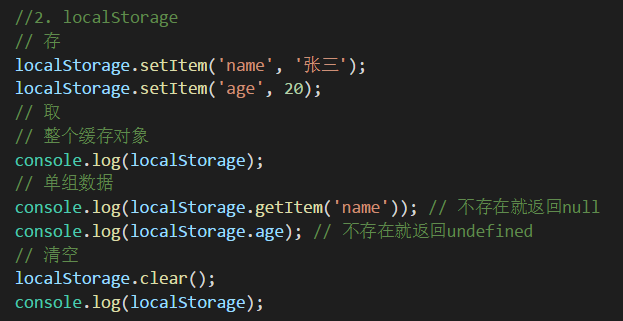 //2. localStorage
// 存
localStorage.setItem('name', '张三');
localStorage.setItem('age', 20);
// 取
// 整个缓存对象
console.log(localStorage);
// 单组数据
console.log(localStorage.getItem('name')); // 不存在就返回null
console.log(localStorage.age); // 不存在就返回undefined
// 清空
localStorage.clear();
console.log(localStorage);